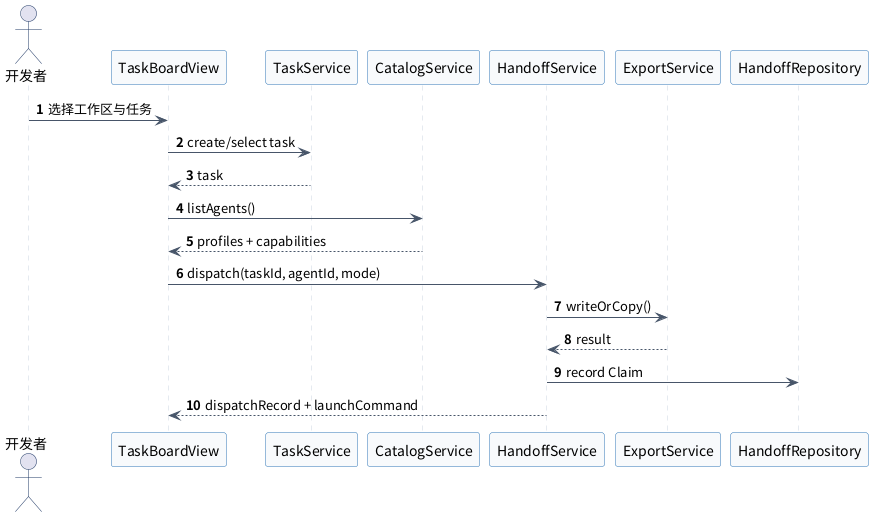 开发者
TaskBoardView
TaskService
CatalogService
HandoffService
ExportService
HandoffRepository
1 选择工作区与任务
2 create/select task
3 task
4 listAgents()
5 profiles + capabilities
6 dispatch(taskId, agentId, mode)
7 writeOrCopy()
8 result
9 record Claim
10 dispatchRecord + launchCommand
开发者
TaskBoardView
TaskService
CatalogService
HandoffService
ExportService
HandoffRepository